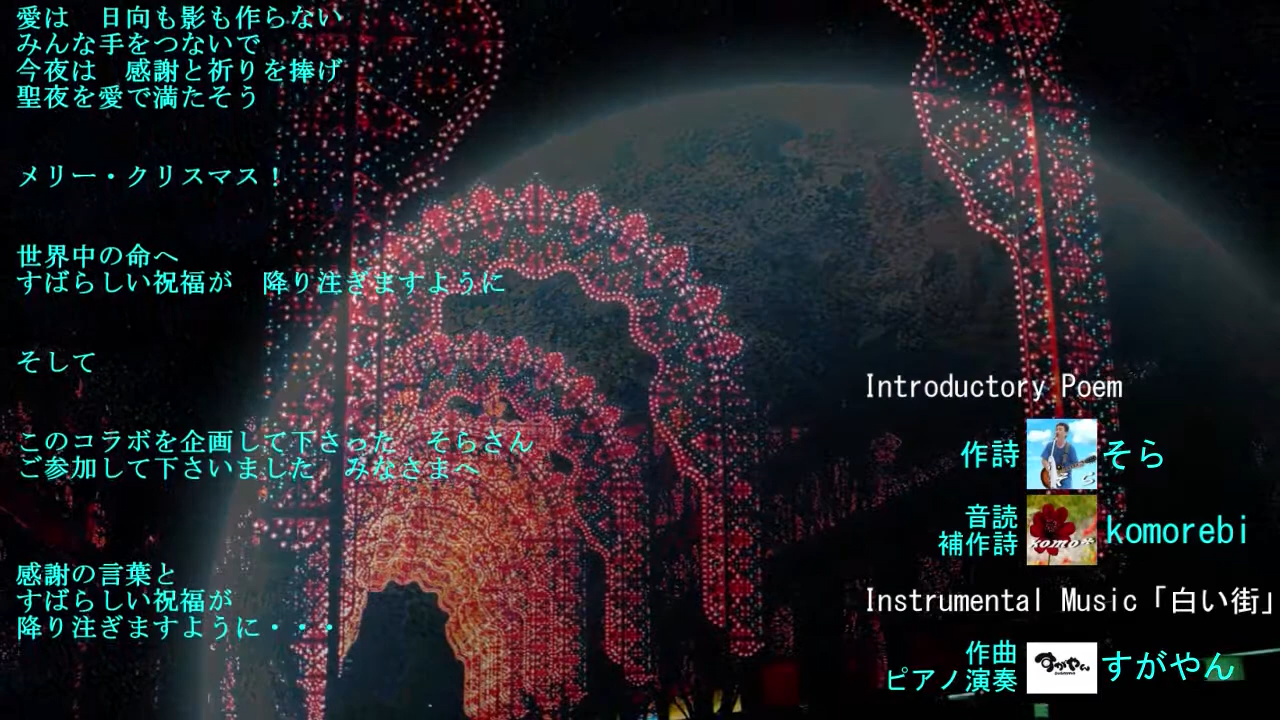 愛は　日向も影も作らない
みんな手をつないで
今夜は　感謝と祈りを捧げ
聖夜を愛で満たそう
メリー・クリスマス！
世界中の命へ
すばらしい祝福が　降り注ぎますように
そして
このコラボを企画して下さった　そらさん
ご参加して下さいました　みなさまへ
感謝の言葉と
すばらしい祝福が
降り注ぎますように・・・
Introductory Poem
作詩 そら
音読
補作詩 komorebi
Instrumental Music「白い街」
作曲
ピアノ演奏 すがやん
すがやん